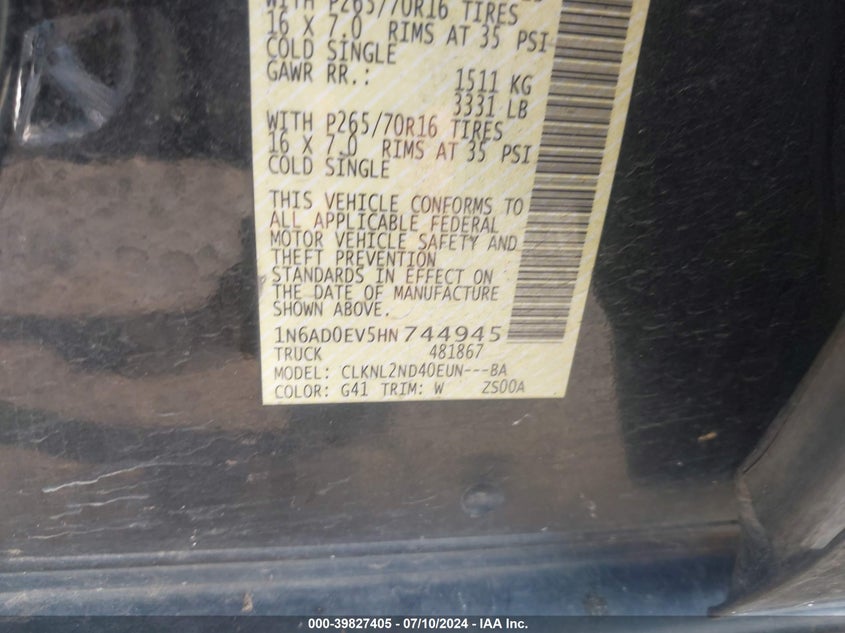 WITH P265/70R16 TIRES
16 X 7.0 RIMS AT 35 PSI
COLD SINGLE
GAWR RR.: 1511 KG
3331 LB
WITH P265/70R16 TIRES
16 X 7.0 RIMS AT 35 PSI
COLD SINGLE
THIS VEHICLE CONFORMS TO
ALL APPLICABLE FEDERAL
MOTOR VEHICLE SAFETY AND
THEFT PREVENTION
STANDARDS IN EFFECT ON
THE DATE OF MANUFACTURE
SHOWN ABOVE.
1N6AD0EV5HN744945
TRUCK 481867
MODEL: CLKNL2ND40EUN---BA
COLOR: G41 TRIM: W ZS00A
000-39827405 - 07/10/2024 - IAA Inc.